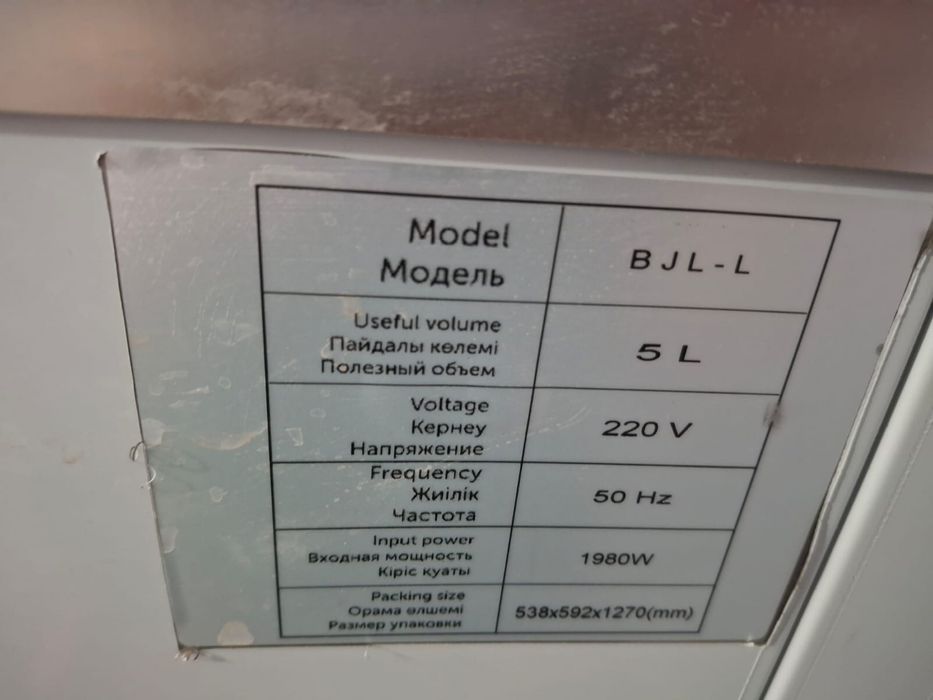 Model
Модель
BJL-L
Useful volume
Пайдалы көлемі
Полезный объем
5 L
Voltage
Кернеу
Напряжение
220 V
Frequency
Жиілік
Частота
50 Hz
Input power
Входная мощность
Кіріс қуаты
1980W
Packing size
Орама өлшемі
Размер упаковки
538x592x1270(mm)